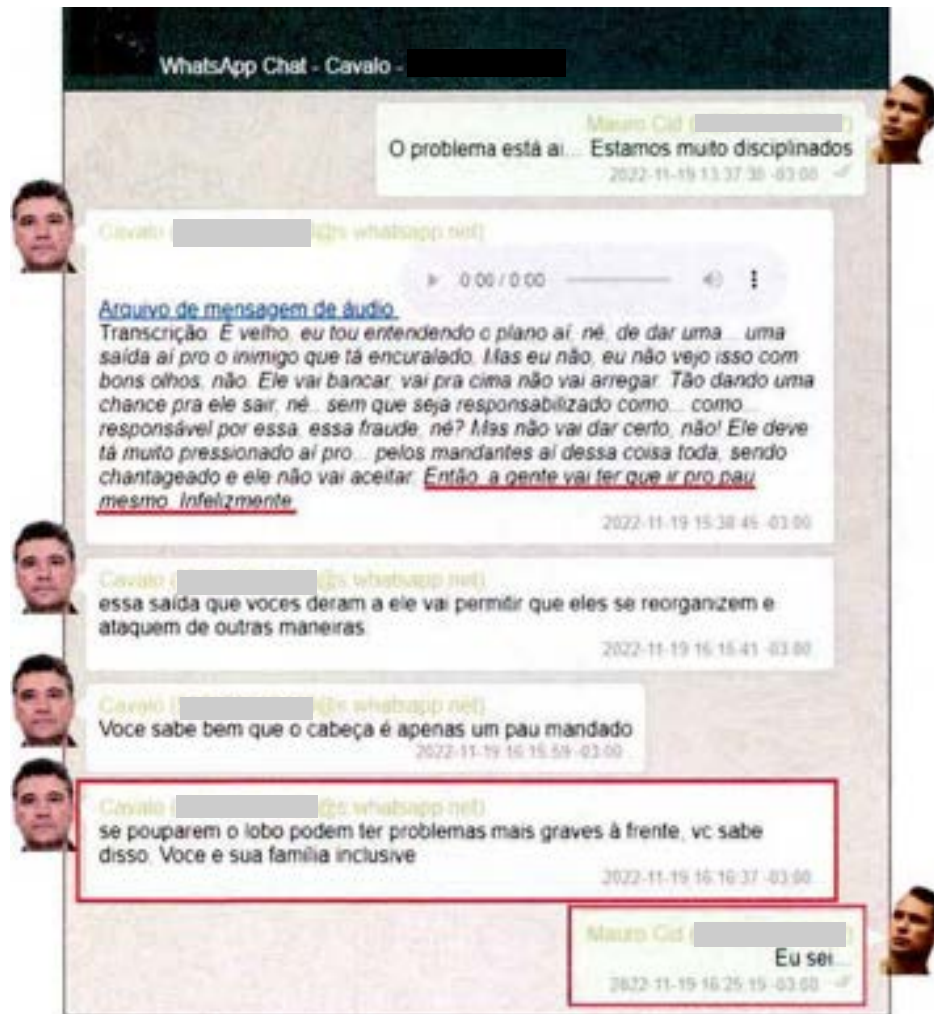 WhatsApp Chat - Cavalo -
Mauro Cid (
O problema está ai... Estamos muito disciplinados
2022-11-19 13:37:38 -03:00
Cavalo (
@s.whatsapp.net)
0:00 / 0:00
Arquivo de mensagem de áudio
Transcrição: É velho, eu tou entendendo o plano aí, né, de dar uma... uma
saída aí pro o inimigo que tá encuralado. Mas eu não, eu não vejo isso com
bons olhos, não. Ele vai bancar, vai pra cima não vai arregar. Tão dando uma
chance pra ele sair, né... sem que seja responsabilizado como... como...
responsável por essa, essa fraude, né? Mas não vai dar certo, não! Ele deve
tá muito pressionado aí pro... pelos mandantes aí dessa coisa toda, sendo
chantageado e ele não vai aceitar. Então, a gente vai ter que ir pro pau
mesmo. Infelizmente
2022-11-19 15:38:45 -03:00
Cavalo (
@s.whatsapp.net)
essa saída que voces deram a ele vai permitir que eles se reorganizem e
ataquem de outras maneiras.
2022-11-19 16:15:41 -03:00
Cavalo (
@s.whatsapp.net)
Voce sabe bem que o cabeça é apenas um pau mandado
2022-11-19 16:15:59 -03:00
Cavalo (
@s.whatsapp.net)
se pouparem o lobo podem ter problemas mais graves à frente, vc sabe
disso. Voce e sua família inclusive
2022-11-19 16:16:37 -03:00
Mauro Cid (
Eu sei...
2022-11-19 16:25:15 -03:00